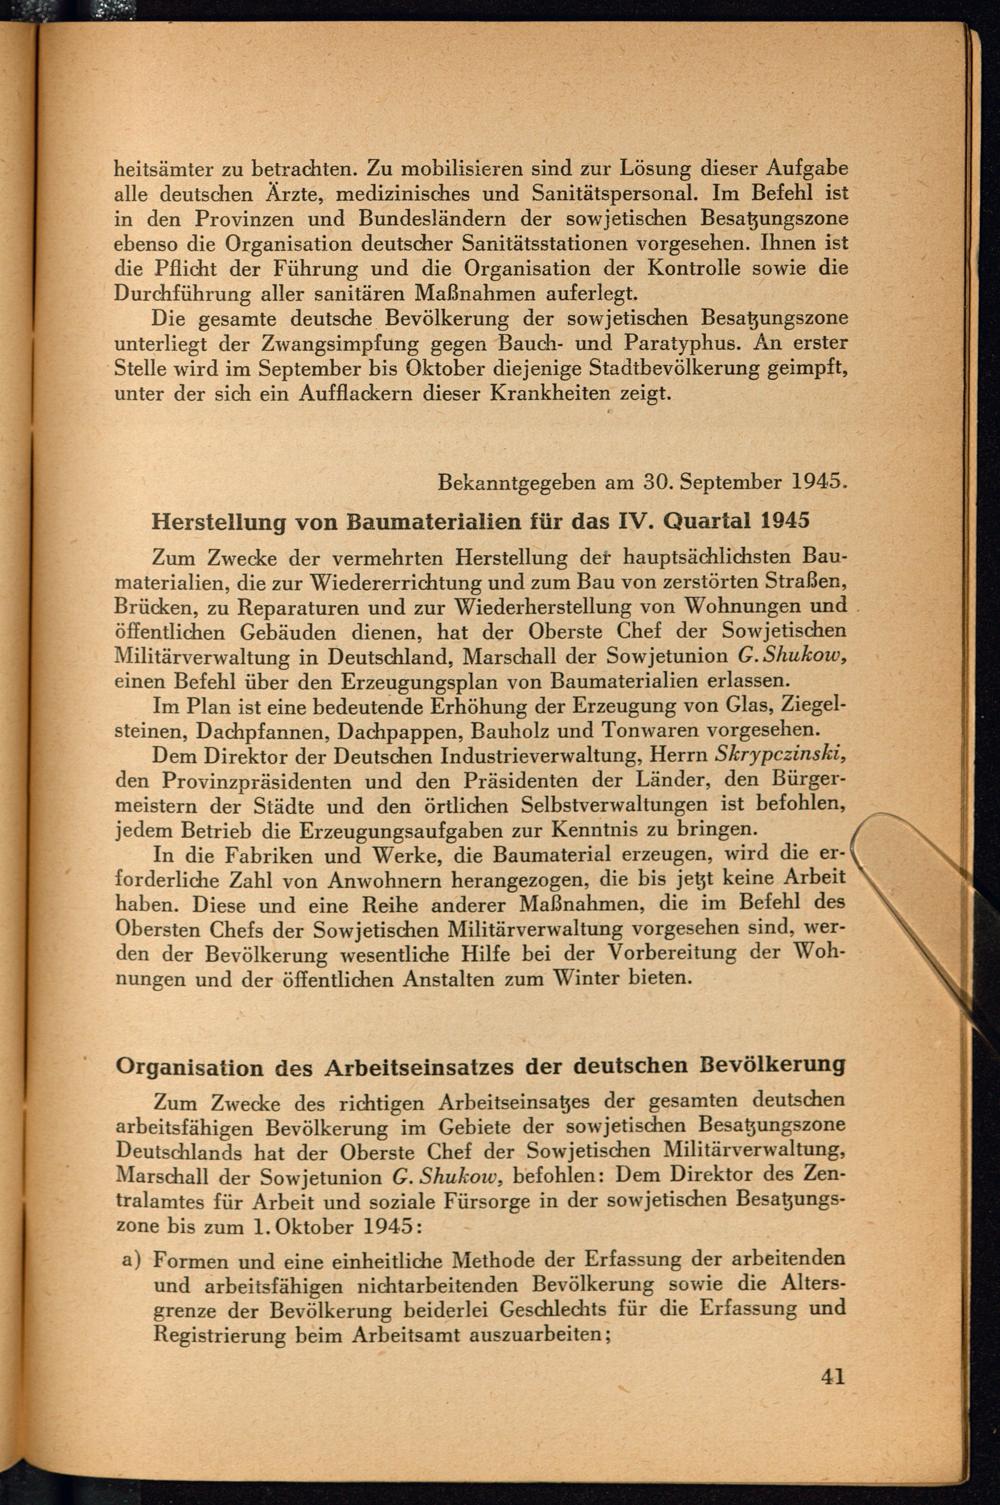 heitsämter zu betrachten. Zu mobilisieren sind zur Lösung dieser Aufgabe
alle deutschen Ärzte, medizinisches und Sanitätspersonal. Im Befehl ist
in den Provinzen und Bundesländern der sowjetischen Besatzungszone
ebenso die Organisation deutscher Sanitätsstationen vorgesehen. Ihnen ist
die Pflicht der Führung und die Organisation der Kontrolle sowie die
Durchführung aller sanitären Maßnahmen auferlegt.
Die gesamte deutsche Bevölkerung der sowjetischen Besatzungszone
unterliegt der Zwangsimpfung gegen Bauch- und Paratyphus. An erster
Stelle wird im September bis Oktober diejenige Stadtbevölkerung geimpft,
unter der sich ein Aufflackern dieser Krankheiten zeigt.
Bekanntgegeben am 30. September 1945.
Herstellung von Baumaterialien für das IV. Quartal 1945
Zum Zwecke der vermehrten Herstellung der hauptsächlichsten Bau-
materialien, die zur Wiedererrichtung und zum Bau von zerstörten Straßen,
Brücken, zu Reparaturen und zur Wiederherstellung von Wohnungen und
öffentlichen Gebäuden dienen, hat der Oberste Chef der Sowjetischen
Militärverwaltung in Deutschland, Marschall der Sowjetunion G. Shukow,
einen Befehl über den Erzeugungsplan von Baumaterialien erlassen.
Im Plan ist eine bedeutende Erhöhung der Erzeugung von Glas, Ziegel-
steinen, Dachpfannen, Dachpappen, Bauholz und Tonwaren vorgesehen.
Dem Direktor der Deutschen Industrieverwaltung, Herrn Skrypczinski,
den Provinzpräsidenten und den Präsidenten der Länder, den Bürger-
meistern der Städte und den örtlichen Selbstverwaltungen ist befohlen,
jedem Betrieb die Erzeugungsaufgaben zur Kenntnis zu bringen.
In die Fabriken und Werke, die Baumaterial erzeugen, wird die er-
forderliche Zahl von Anwohnern herangezogen, die bis jetzt keine Arbeit
haben. Diese und eine Reihe anderer Maßnahmen, die im Befehl des
Obersten Chefs der Sowjetischen Militärverwaltung vorgesehen sind, wer-
den der Bevölkerung wesentliche Hilfe bei der Vorbereitung der Woh-
nungen und der öffentlichen Anstalten zum Winter bieten.
Organisation des Arbeitseinsatzes der deutschen Bevölkerung
Zum Zwecke des richtigen Arbeitseinsatzes der gesamten deutschen
arbeitsfähigen Bevölkerung im Gebiete der sowjetischen Besatzungszone
Deutschlands hat der Oberste Chef der Sowjetischen Militärverwaltung,
Marschall der Sowjetunion G. Shukow, befohlen: Dem Direktor des Zen-
tralamtes für Arbeit und soziale Fürsorge in der sowjetischen Besatzungs-
zone bis zum 1. Oktober 1945:
a) Formen und eine einheitliche Methode der Erfassung der arbeitenden
und arbeitsfähigen nichtarbeitenden Bevölkerung sowie die Alters-
grenze der Bevölkerung beiderlei Geschlechts für die Erfassung und
Registrierung beim Arbeitsamt auszuarbeiten;
41